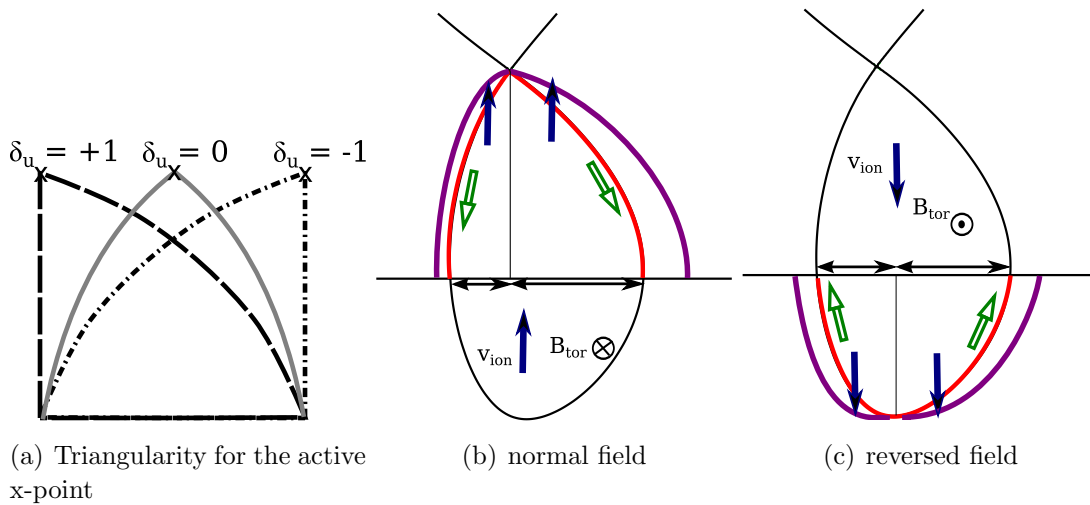 δu = +1 δu = 0 δu = -1
vion
Btor
vion
Btor
(a) Triangularity for the active
x-point
(b) normal field
(c) reversed field